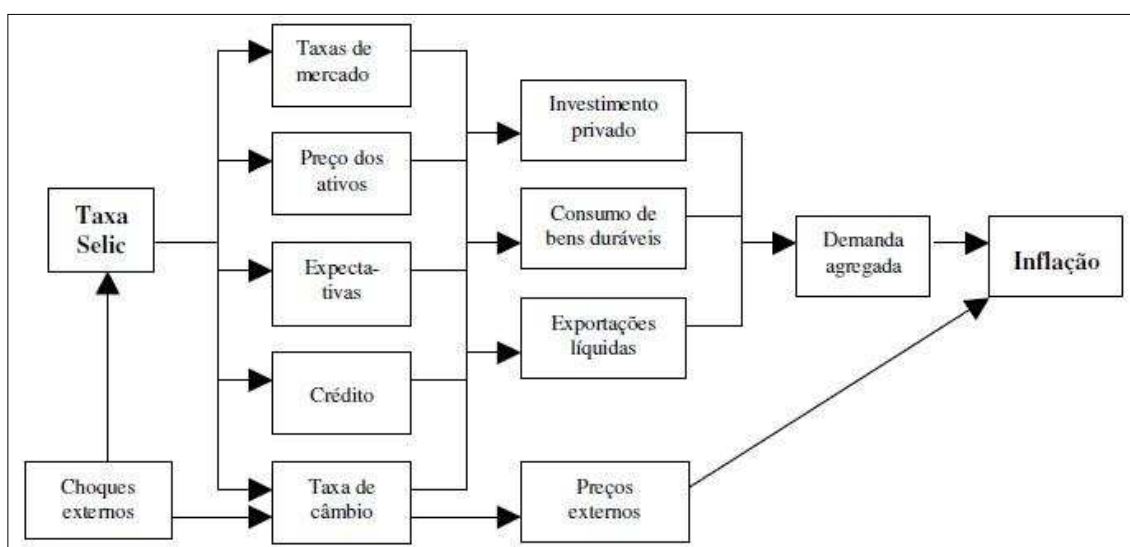 Taxas de
mercado
Preço dos
ativos
Taxa
Selic
Expecta-
tivas
Crédito
Choques
externos
Taxa de
câmbio
Investimento
privado
Consumo de
bens duráveis
Exportações
líquidas
Preços
externos
Demanda
agregada
Inflação